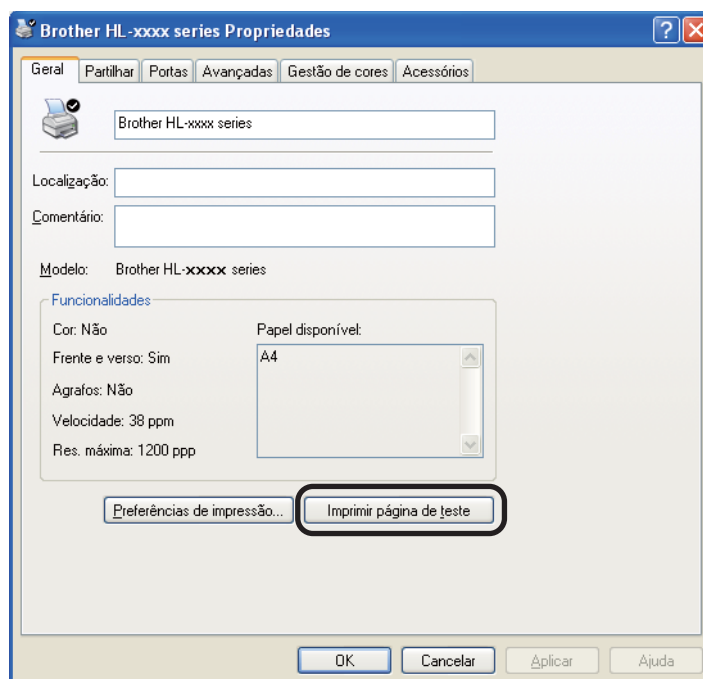 Brother HL-xxxx series Propriedades
Geral Partilhar Portas Avançadas Gestão de cores Acessórios
Brother HL-xxxx series
Localização:
Comentário:
Modelo: Brother HL-xxxx series
Funcionalidades
Cor: Não Papel disponível:
Frente e verso: Sim A4
Agrafos: Não
Velocidade: 38 ppm
Res. máxima: 1200 ppp
Preferências de impressão... Imprimir página de teste
OK Cancelar Aplicar Ajuda